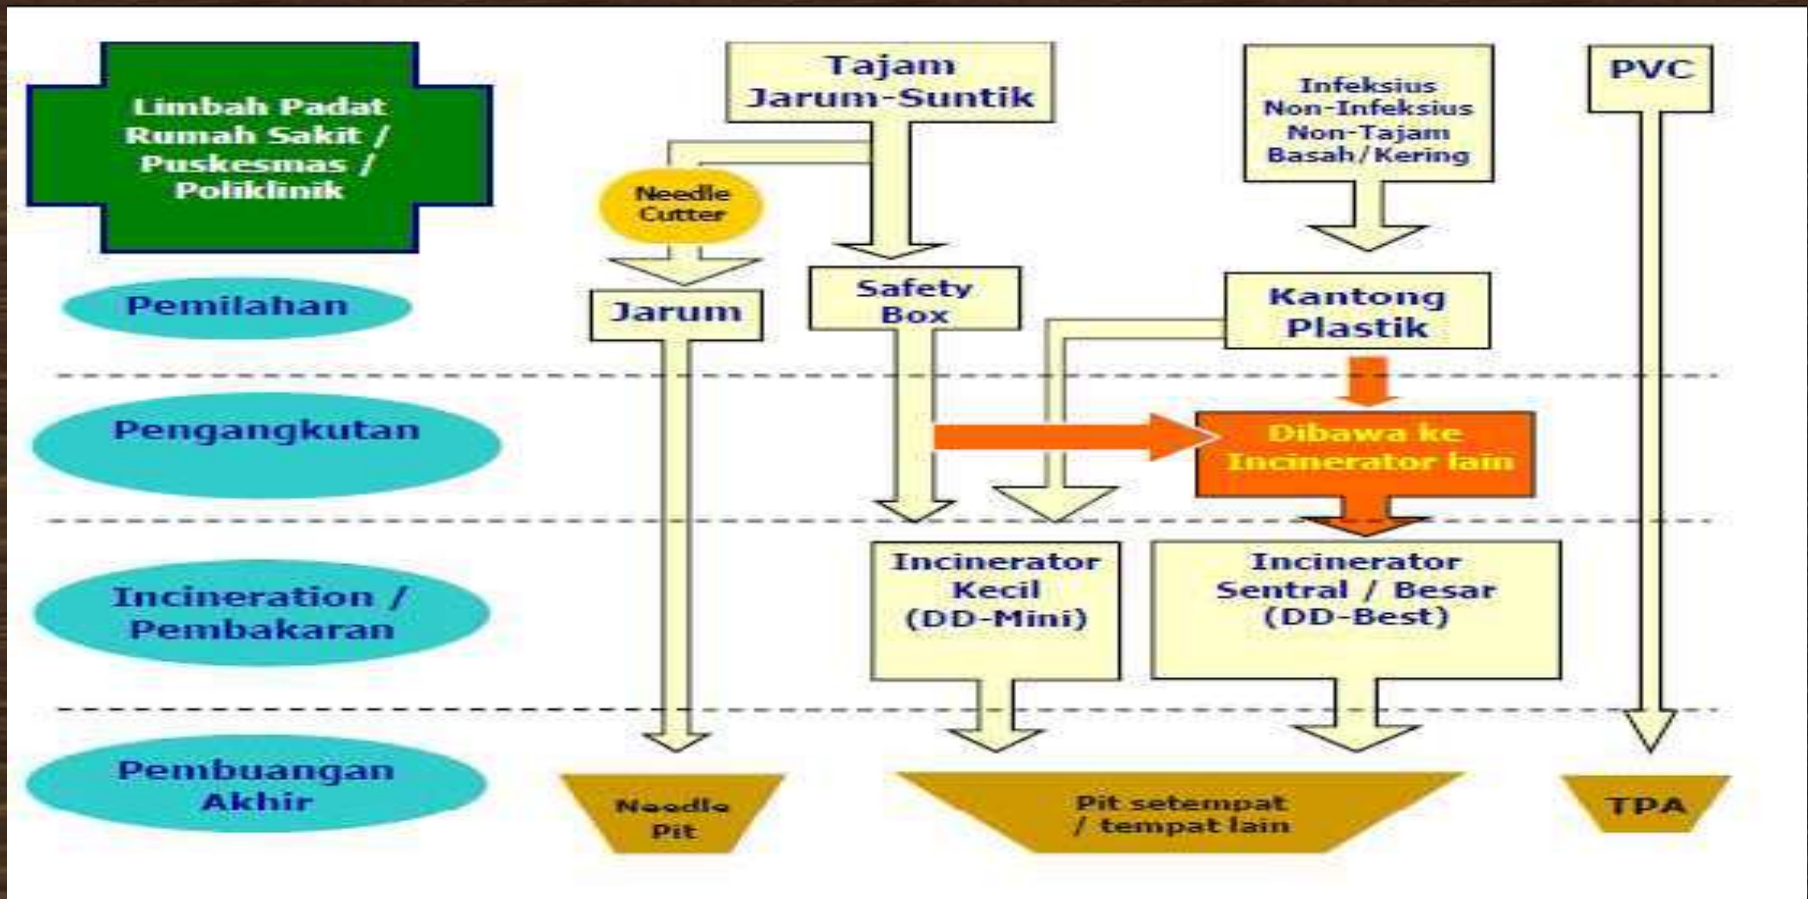 Limbah Padat
Rumah Sakit /
Puskesmas /
Poliklinik
Tajam
Jarum-Suntik
Infeksius
Non-Infeksius
Non-Tajam
Basah/Kering
PVC
Needle
Cutter
Pemilahan
Jarum
Safety
Box
Kantong
Plastik
Pengangkutan
Dibawa ke
Incinerator lain
Incineration /
Pembakaran
Incinerator
Kecil
(DD-Mini)
Incinerator
Sentral / Besar
(DD-Best)
Pembuangan
Akhir
Needle
Pit
Pit setempat
/ tempat lain
TPA